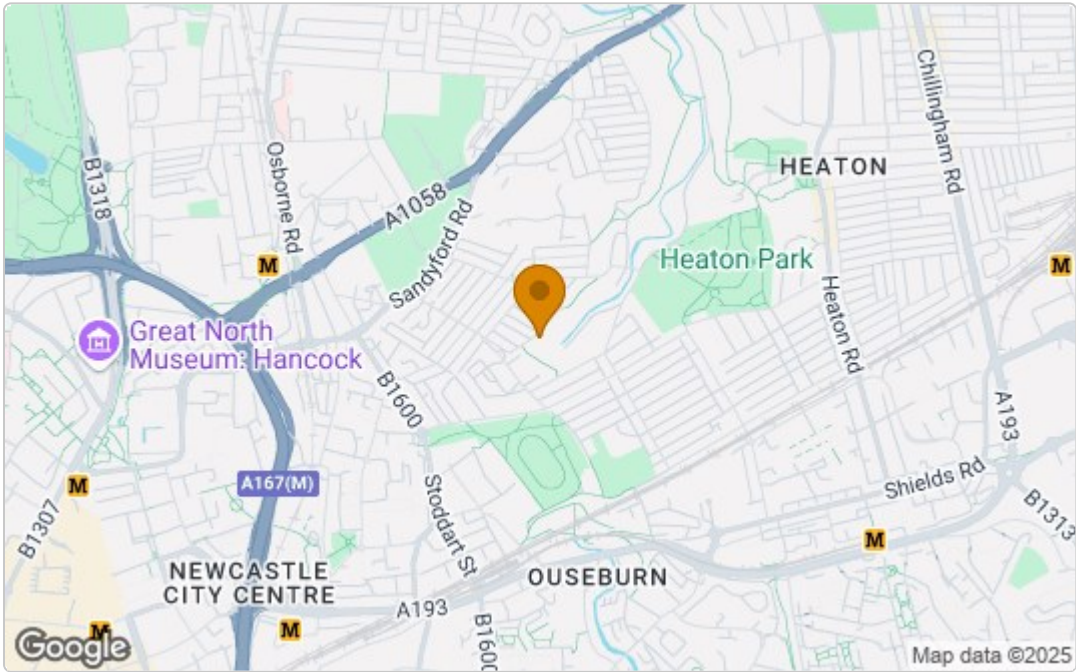 Chillingham Rd
B1318
Osborne Rd
HEATON
A1058
Sandyford Rd
M
M
Heaton Park
Great North
Museum: Hancock
Heaton Rd
B1600
A193
M
A167(M)
Stoddart St
Shields Rd
B1307
B1313
M
NEWCASTLE
CITY CENTRE
OUSEBURN
A193
B1600
M
M
Google
Map data ©2025